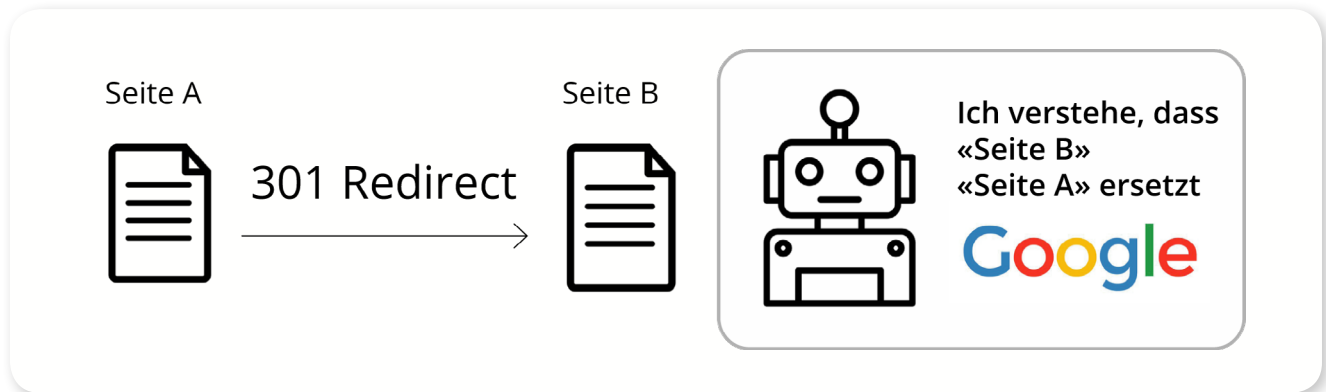 Seite A
301 Redirect
Seite B
Ich verstehe, dass
«Seite B»
«Seite A» ersetzt
Google